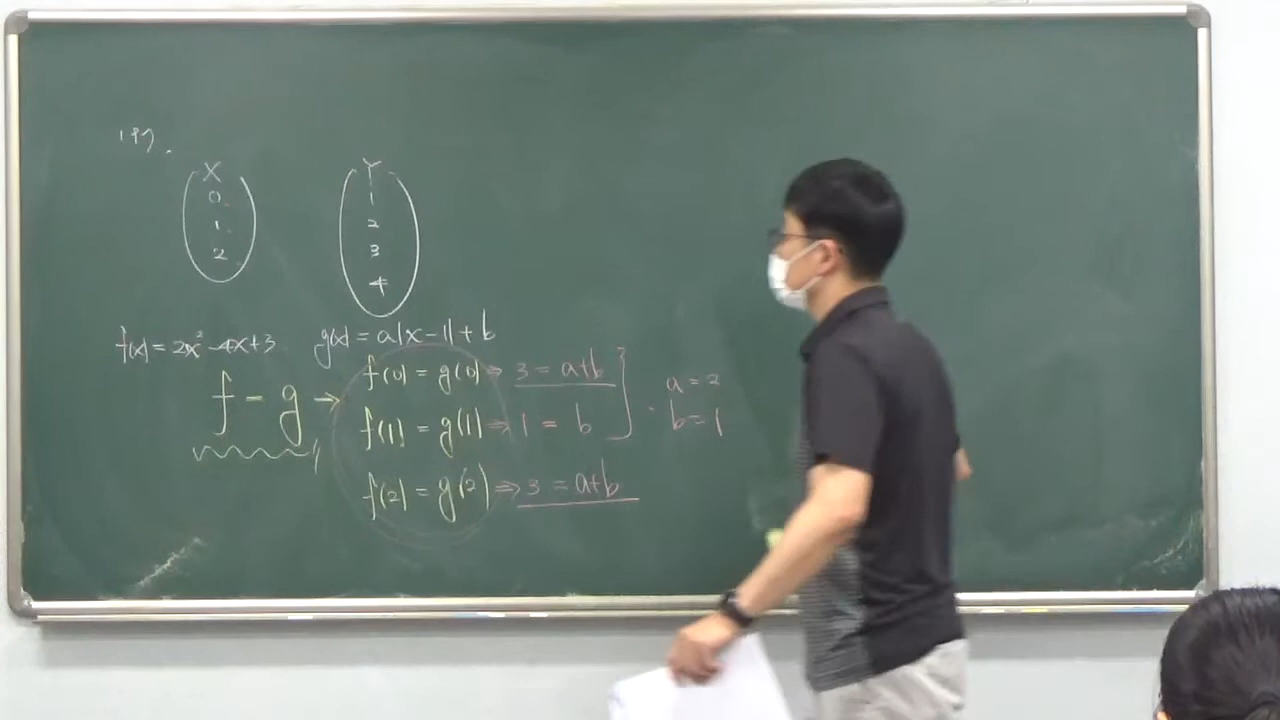 197.
X Y
0 1
1 2
2 3
4
f(x) = 2x² - 4x + 3 g(x) = a|x - 1| + b
f = g → f(0) = g(0) ⇒ 3 = a+b
f(1) = g(1) ⇒ 1 = b
a = 2
b = 1
f(2) = g(2) ⇒ 3 = a+b